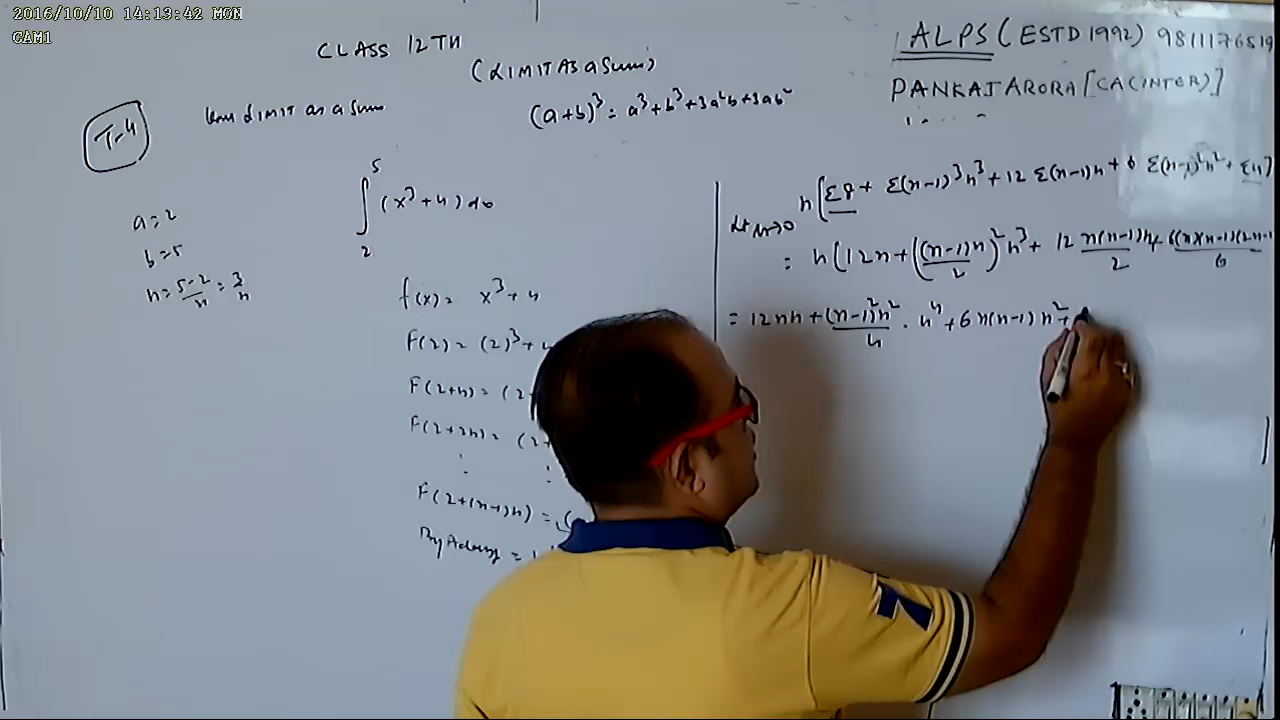 2016/10/10 14:13:42 MON
CAM1
CLASS 12TH
(LIMIT AS a Sum)
ALPS (ESTD 1992) 9811176519
PANKAJ ARORA [CA (INTER)]
T-4
limit as a sum
(a+b)³ = a³+b³+3a²b+3ab²
∫₂⁵ (x³+4) dx
a=2
b=5
h = 5-2/n = 3/n
f(x) = x³+4
F(2) = (2)³+4
F(2+h) = (2+
F(2+2h) = (2+
F(2+(n-1)h) = (
By Adding =
Lt h→0 h[Σ8 + Σ(n-1)³h³ + 12 Σ(n-1)h + 6 Σ(n-1)²h² + Σ4]
= h(12n + ((n-1)n/2)² h³ + 12 n(n-1)h/2 + 6(n)(n-1)(2n-1/6
= 12nh + (n-1)²n²/4 · h⁴ + 6n(n-1)h² +